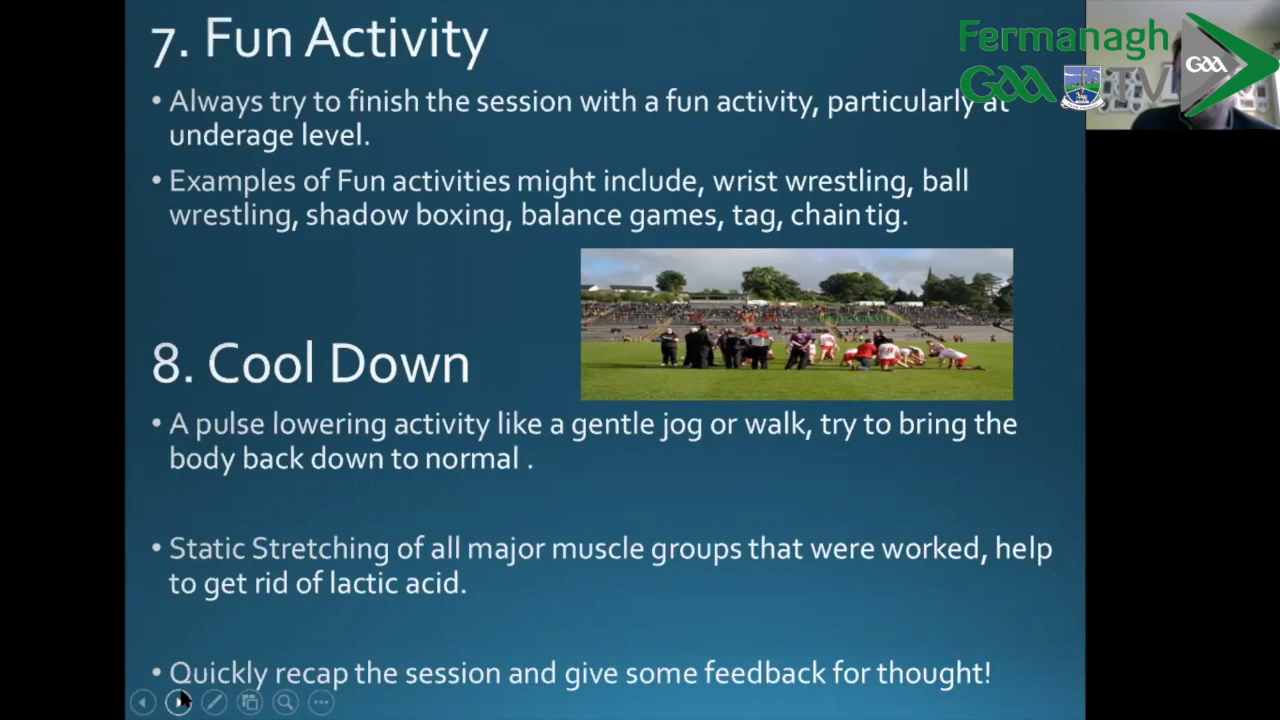 7. Fun Activity
• Always try to finish the session with a fun activity, particularly at
underage level.
• Examples of Fun activities might include, wrist wrestling, ball
wrestling, shadow boxing, balance games, tag, chain tig.
8. Cool Down
• A pulse lowering activity like a gentle jog or walk, try to bring the
body back down to normal .
• Static Stretching of all major muscle groups that were worked, help
to get rid of lactic acid.
• Quickly recap the session and give some feedback for thought!
Fermanagh
GAA TV
GAA